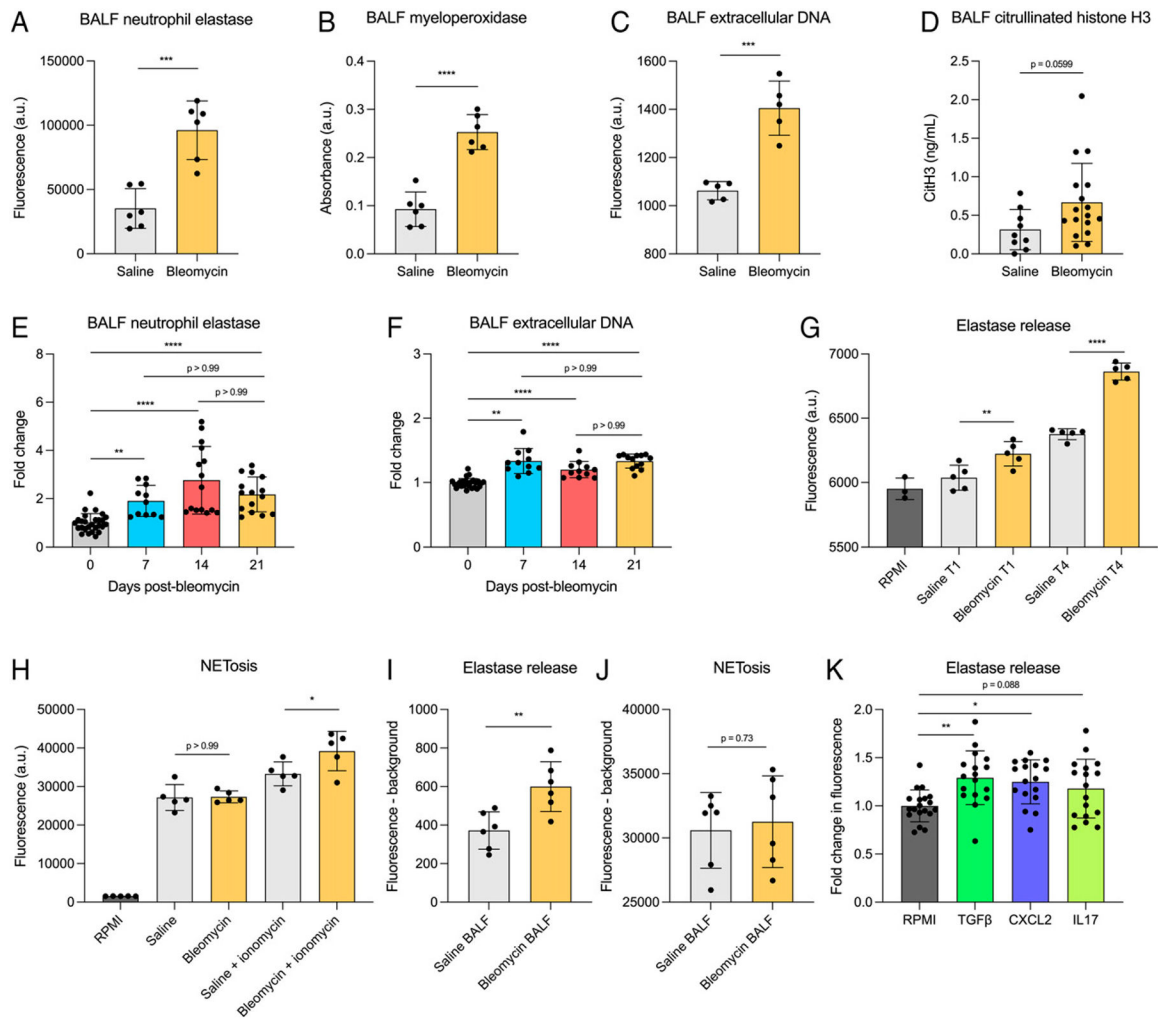 A
BALF neutrophil elastase
Fluorescence (a.u.)
150000
100000
50000
0
***
Saline
Bleomycin
B
BALF myeloperoxidase
Absorbance (a.u.)
0.4
0.3
0.2
0.1
0.0
****
Saline
Bleomycin
C
BALF extracellular DNA
Fluorescence (a.u.)
1600
1400
1200
1000
800
***
Saline
Bleomycin
D
BALF citrullinated histone H3
CitH3 (ng/mL)
2.5
2.0
1.5
1.0
0.5
0.0
p = 0.0599
Saline
Bleomycin
E
BALF neutrophil elastase
Fold change
8
6
4
2
0
****
p > 0.99
****
p > 0.99
**
0
7
14
21
Days post-bleomycin
F
BALF extracellular DNA
Fold change
3
2
1
0
****
p > 0.99
****
**
p > 0.99
0
7
14
21
Days post-bleomycin
G
Elastase release
Fluorescence (a.u.)
7000
6500
6000
5500
****
**
RPMI
Saline T1
Bleomycin T1
Saline T4
Bleomycin T4
H
NETosis
Fluorescence (a.u.)
50000
40000
30000
20000
10000
0
p > 0.99
*
RPMI
Saline
Bleomycin
Saline + ionomycin
Bleomycin + ionomycin
I
Elastase release
Fluorescence - background
1000
800
600
400
200
0
**
Saline BALF
Bleomycin BALF
J
NETosis
Fluorescence - background
40000
35000
30000
25000
p = 0.73
Saline BALF
Bleomycin BALF
K
Elastase release
Fold change in fluorescence
2.0
1.5
1.0
0.5
0.0
p = 0.088
*
**
RPMI
TGFβ
CXCL2
IL17